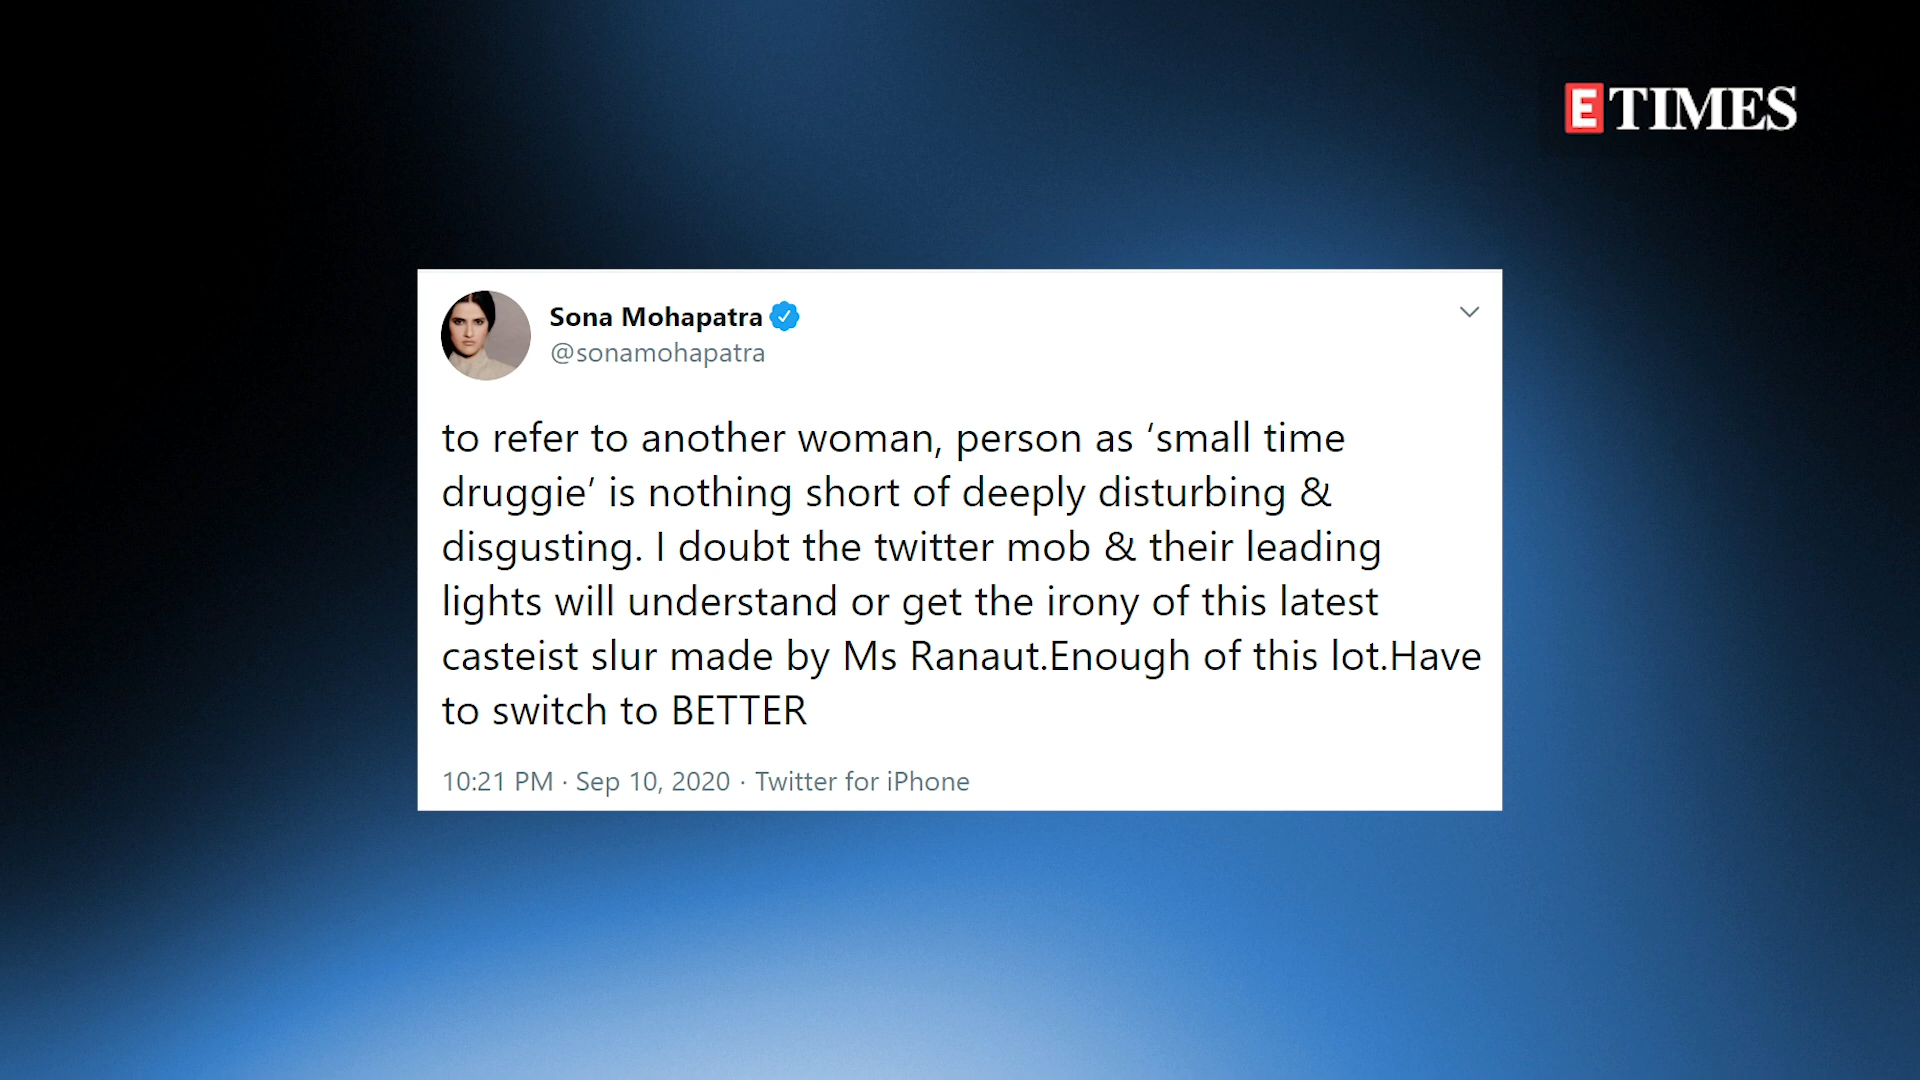 ETIMES
Sona Mohapatra
@sonamohapatra
to refer to another woman, person as ‘small time
druggie’ is nothing short of deeply disturbing &
disgusting. I doubt the twitter mob & their leading
lights will understand or get the irony of this latest
casteist slur made by Ms Ranaut.Enough of this lot.Have
to switch to BETTER
10:21 PM · Sep 10, 2020 · Twitter for iPhone